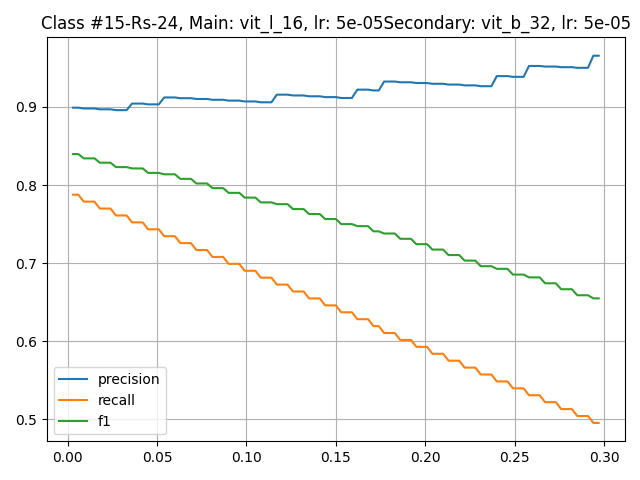 Class #15-Rs-24, Main: vit_l_16, lr: 5e-05Secondary: vit_b_32, lr: 5e-05
0.9
0.8
0.7
0.6
0.5
precision
recall
f1
0.00 0.05 0.10 0.15 0.20 0.25 0.30